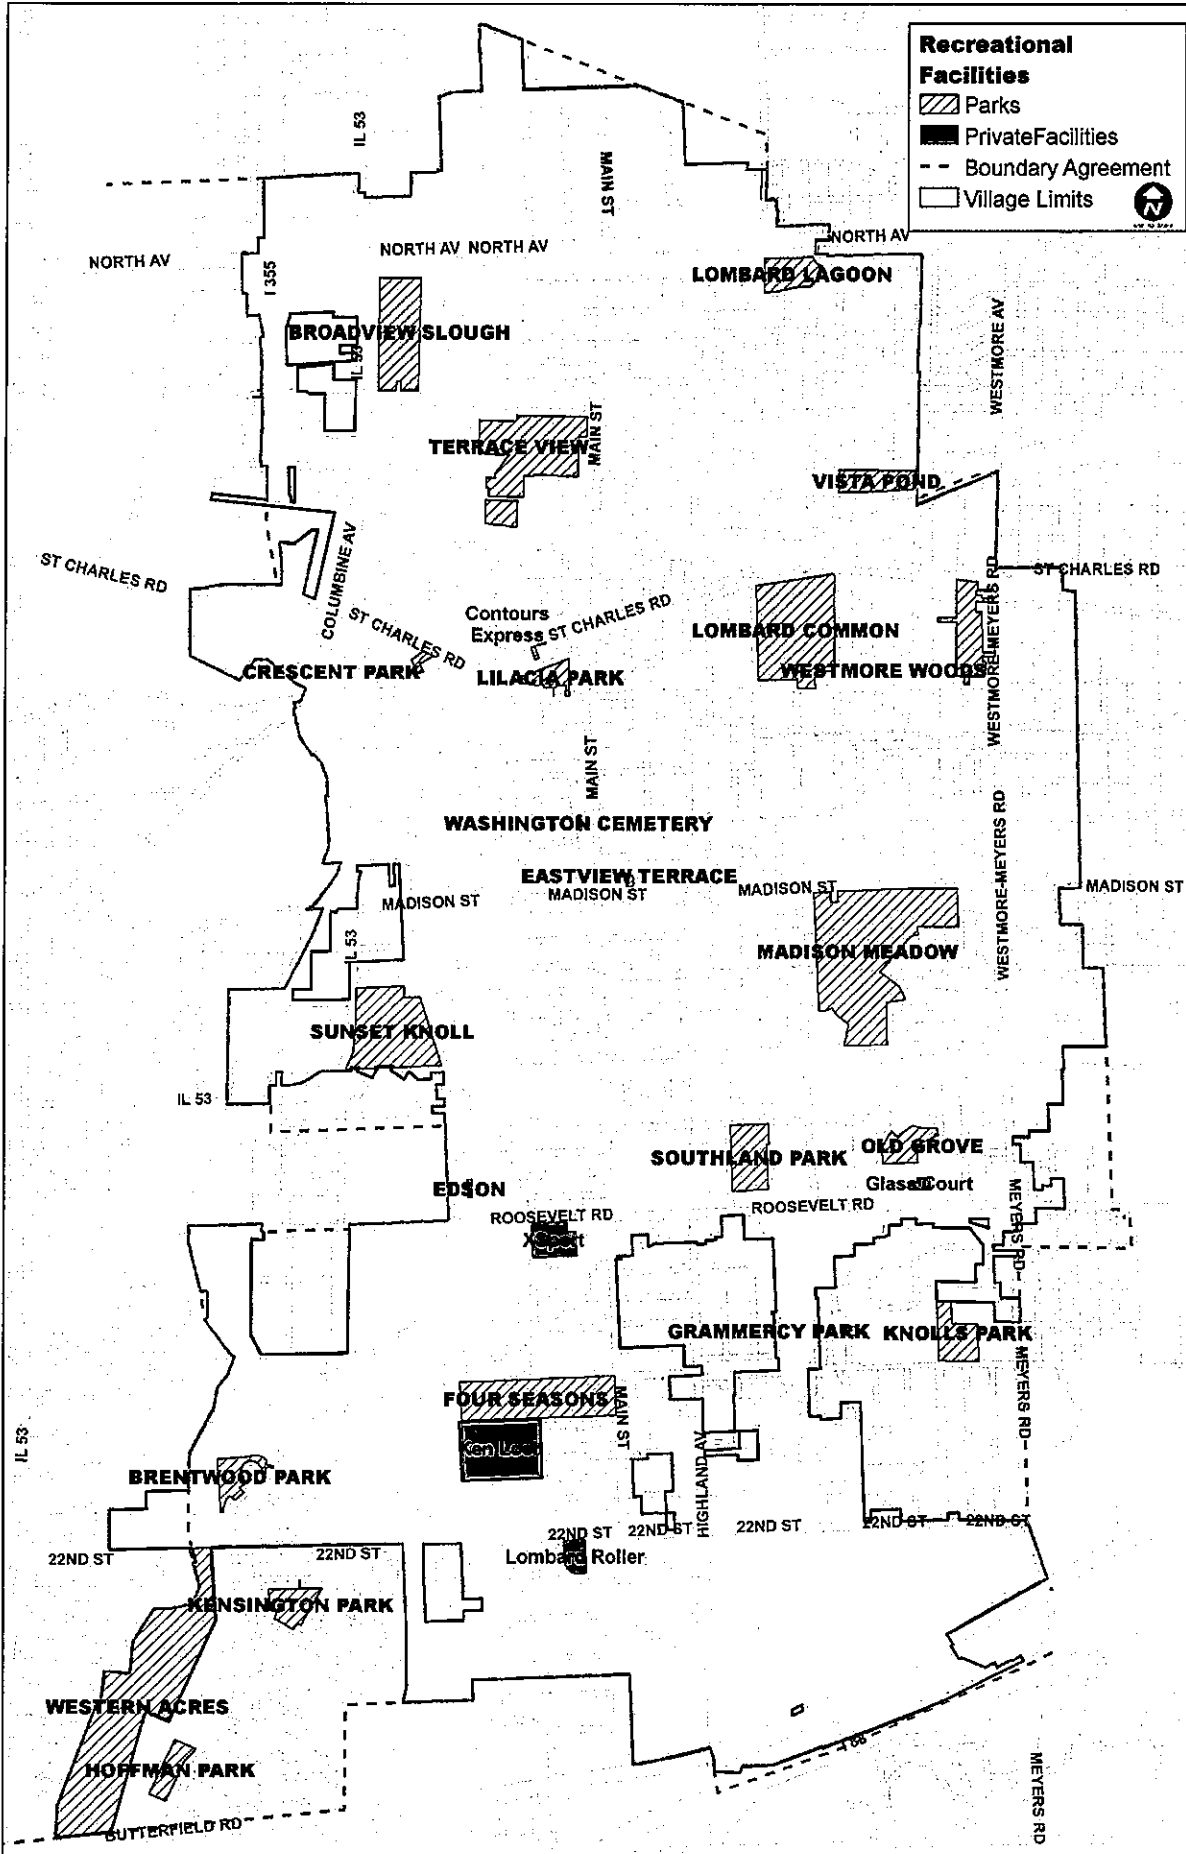 Recreational
Facilities
Parks
PrivateFacilities
Boundary Agreement
Village Limits
N
IL 53
MAIN ST
NORTH AV
NORTH AV
NORTH AV
NORTH AV
I 355
LOMBARD LAGOON
BROADVIEW SLOUGH
IL 53
WESTMORE AV
MAIN ST
TERRACE VIEW
VISTA POND
COLUMBINE AV
ST CHARLES RD
ST CHARLES RD
Contours
Express
ST CHARLES RD
ST CHARLES RD
LOMBARD COMMON
WESTMORE-MEYERS RD
CRESCENT PARK
LILACIA PARK
WESTMORE WOODS
MAIN ST
WASHINGTON CEMETERY
WESTMORE-MEYERS RD
EASTVIEW TERRACE
MADISON ST
MADISON ST
MADISON ST
MADISON ST
IL 53
MADISON MEADOW
SUNSET KNOLL
IL 53
SOUTHLAND PARK
OLD GROVE
Glass Court
EDSON
ROOSEVELT RD
ROOSEVELT RD
MEYERS RD
XSport
GRAMMERCY PARK
KNOLLS PARK
MEYERS RD
FOUR SEASONS
MAIN ST
IL 53
Ken Loch
HIGHLAND AV
BRENTWOOD PARK
22ND ST
22ND ST
22ND ST
22ND ST
22ND ST
22ND ST
22ND ST
Lombard Roller
KENSINGTON PARK
WESTERN ACRES
I 88
HOFFMAN PARK
MEYERS RD
BUTTERFIELD RD